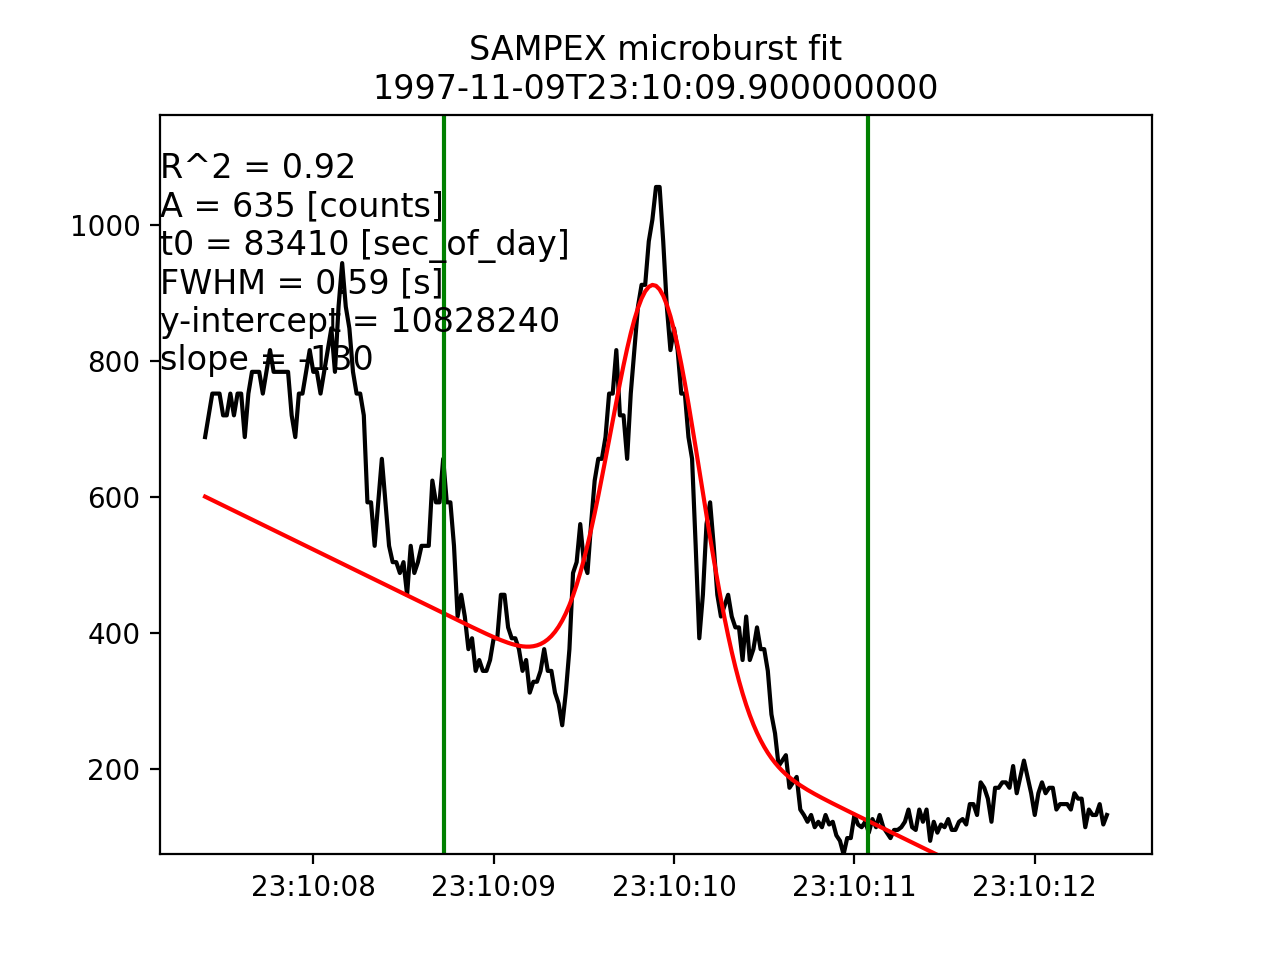 SAMPEX microburst fit
1997-11-09T23:10:09.900000000
R^2 = 0.92
A = 635 [counts]
t0 = 83410 [sec_of_day]
FWHM = 0.59 [s]
y-intercept = 10828240
slope = -130
1000
800
600
400
200
23:10:08
23:10:09
23:10:10
23:10:11
23:10:12